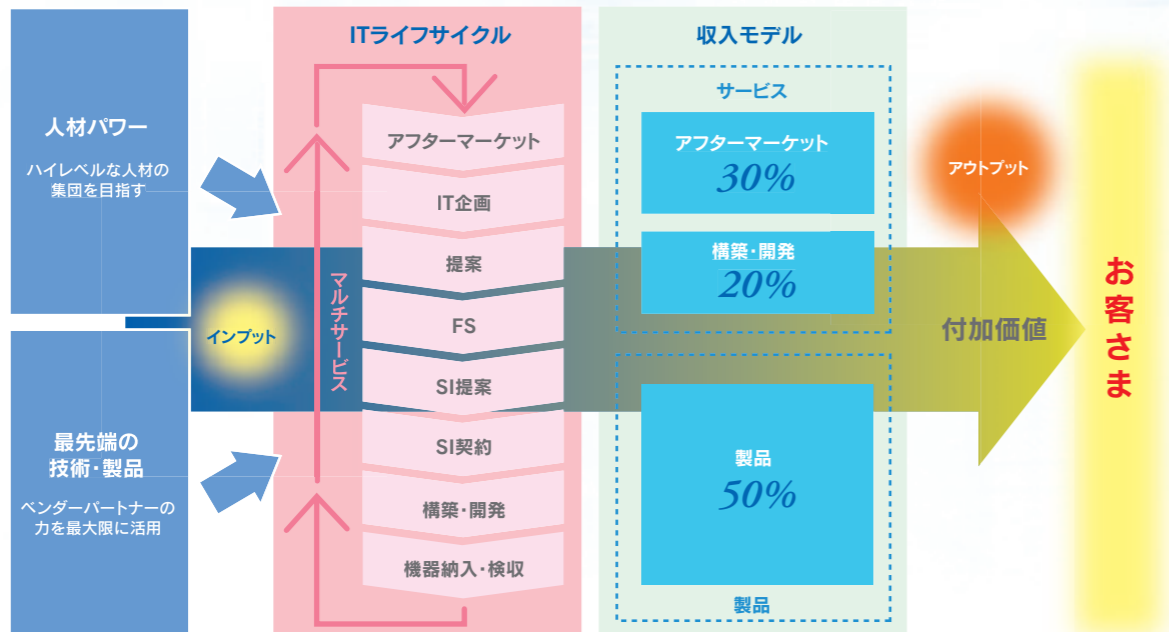 人材パワー
ハイレベルな人材の
集団を目指す
最先端の
技術・製品
ベンダーパートナーの
力を最大限に活用
インプット
ITライフサイクル
マルチサービス
アフターマーケット
IT企画
提案
FS
SI提案
SI契約
構築・開発
機器納入・検収
収入モデル
サービス
アフターマーケット
30%
構築・開発
20%
製品
50%
製品
アウトプット
付加価値
お客さま